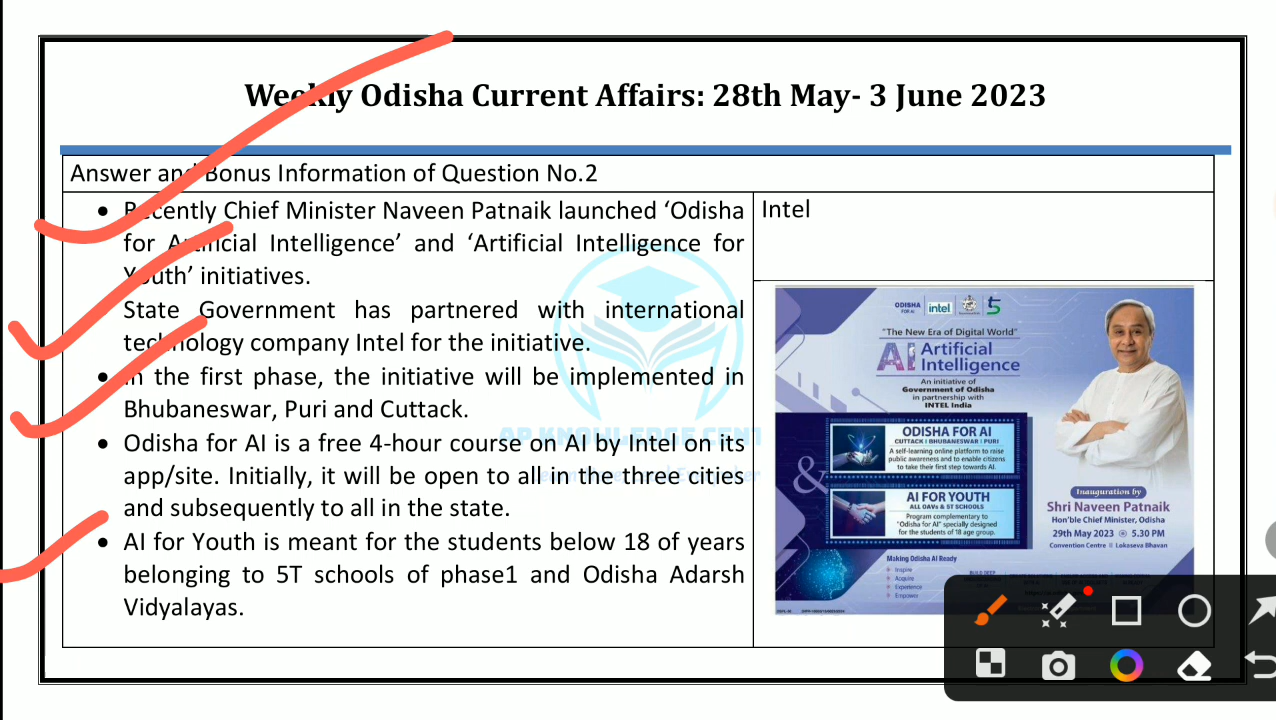 Weekly Odisha Current Affairs: 28th May- 3 June 2023
Answer and Bonus Information of Question No.2
Recently Chief Minister Naveen Patnaik launched ‘Odisha
for Artificial Intelligence’ and ‘Artificial Intelligence for
Youth’ initiatives.
State Government has partnered with international
technology company Intel for the initiative.
In the first phase, the initiative will be implemented in
Bhubaneswar, Puri and Cuttack.
Odisha for AI is a free 4-hour course on AI by Intel on its
app/site. Initially, it will be open to all in the three cities
and subsequently to all in the state.
AI for Youth is meant for the students below 18 of years
belonging to 5T schools of phase1 and Odisha Adarsh
Vidyalayas.
Intel
ODISHA
FOR AI
intel
5
"The New Era of Digital World"
AI Artificial
Intelligence
An initiative of
Government of Odisha
in partnership with
INTEL India
ODISHA FOR AI
CUTTACK | BHUBANESWAR | PURI
A self-learning online platform to raise
public awareness and to enable citizens
to take their first step towards AI.
&
AI FOR YOUTH
ALL OAVs & 5T SCHOOLS
Program complementary to
"Odisha for AI" specially designed
for the students of 18 age group.
Inauguration by
Shri Naveen Patnaik
Hon'ble Chief Minister, Odisha
29th May 2023 @ 5.30 PM
Convention Centre || Lokaseva Bhavan
Making Odisha AI Ready
Inspire
Acquire
Experience
Empower
BUILD DEEP